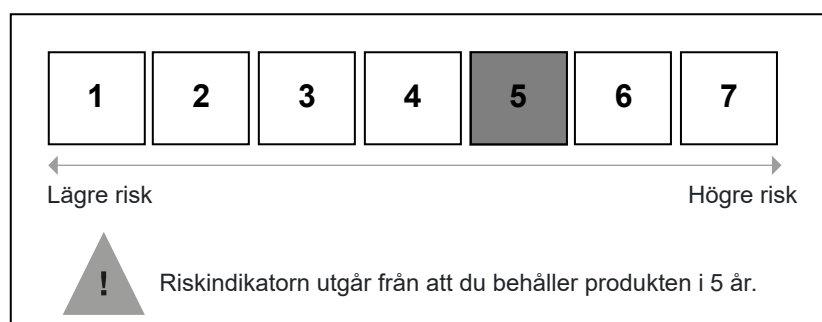 1 2 3 4 5 6 7
Lägre risk Högre risk
! Riskindikatorn utgår från att du behåller produkten i 5 år.